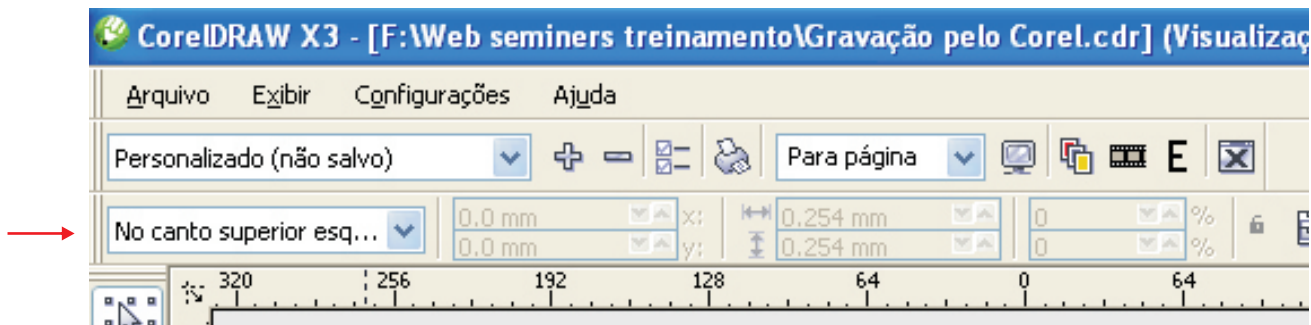 CorelDRAW X3 - [F:\Web seminers treinamento\Gravação pelo Corel.cdr] (Visualizaç
Arquivo Exibir Configurações Ajuda
Personalizado (não salvo) Para página E
No canto superior esq... 0.0 mm x: 0.254 mm 0 %
0.0 mm y: 0.254 mm 0 %
320 256 192 128 64 0 64